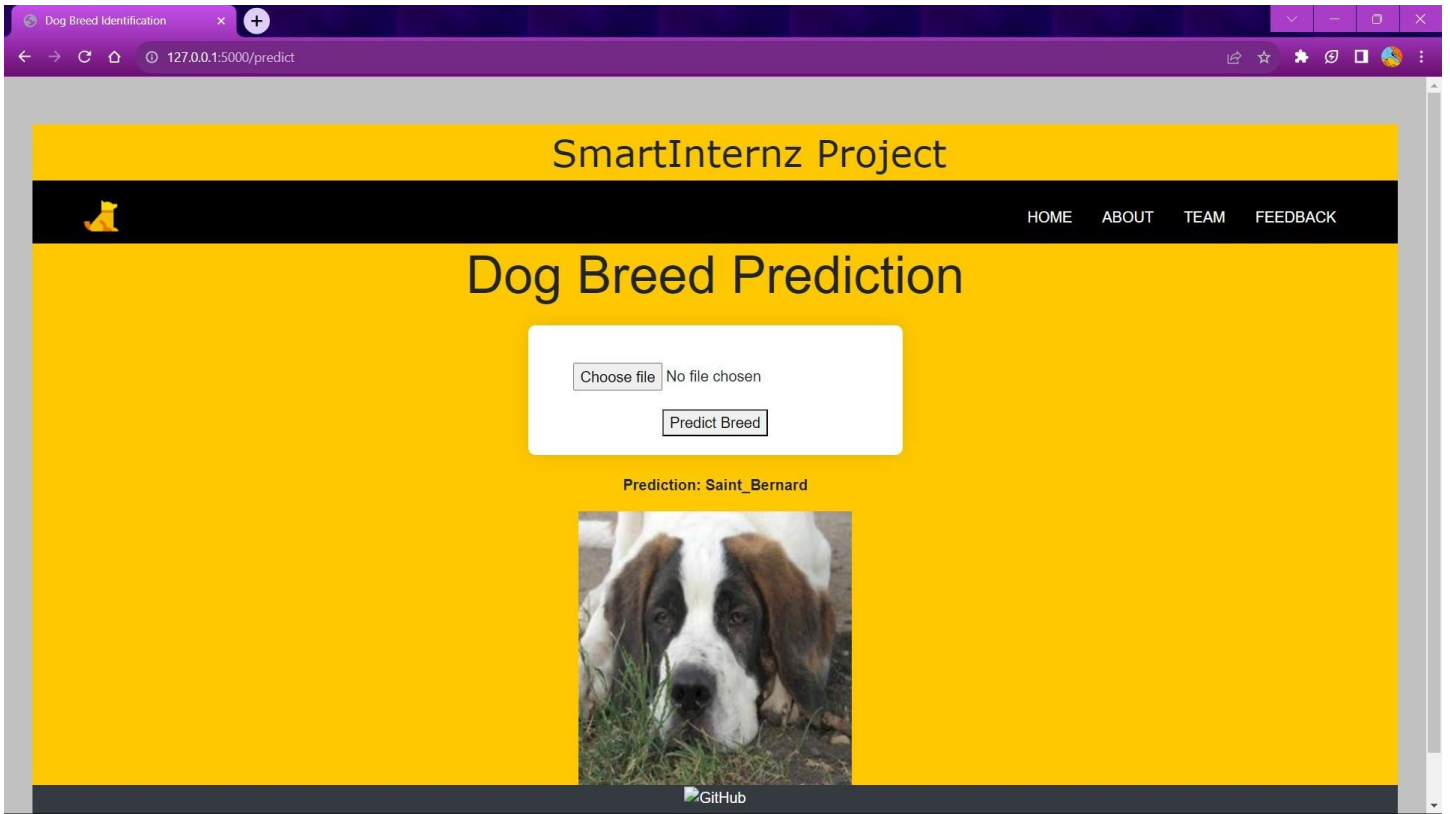 Dog Breed Identification
127.0.0.1:5000/predict
SmartInternz Project
HOME ABOUT TEAM FEEDBACK
Dog Breed Prediction
Choose file No file chosen
Predict Breed
Prediction: Saint_Bernard
GitHub